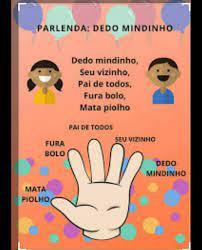 PARLENDA: DEDO MINDINHO
Dedo mindinho,
Seu vizinho,
Pai de todos,
Fura bolo,
Mata piolho
PAI DE TODOS
SEU VIZINHO
FURA
BOLO
DEDO
MINDINHO
MATA
PIOLHO